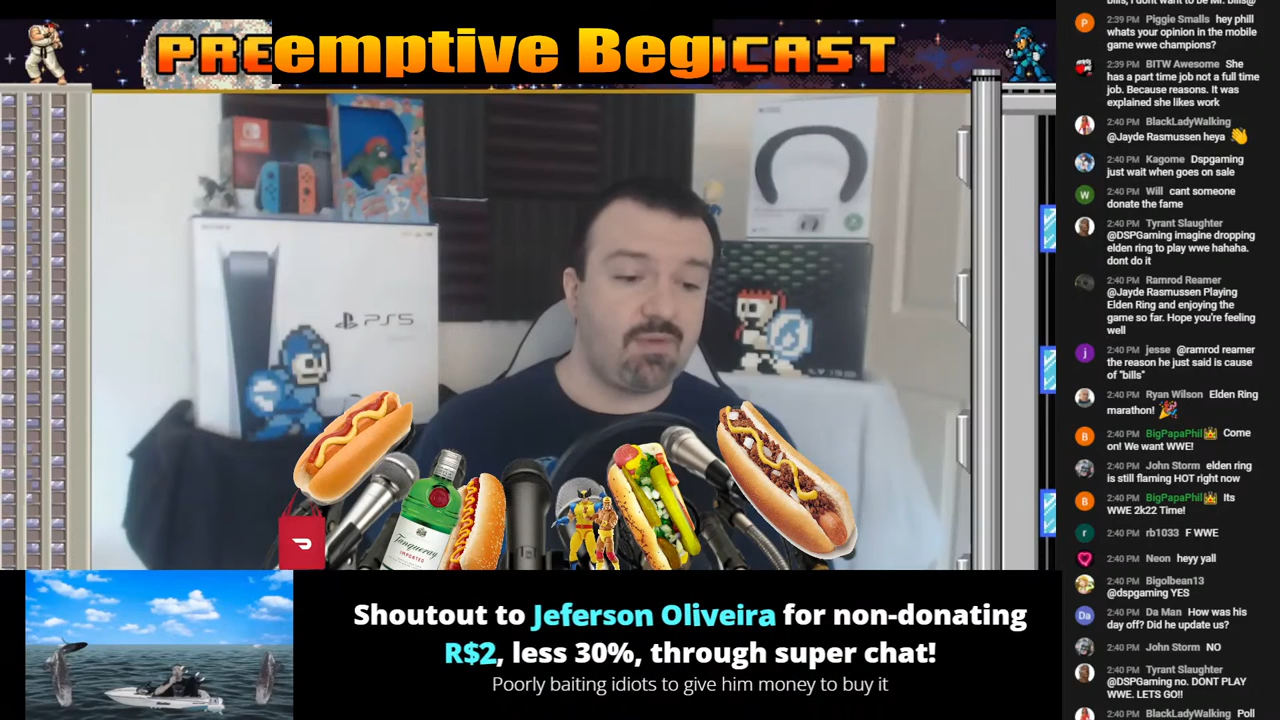 PREemptive BegICAST
SONY
PS5
Tanqueray
IMPORTED
Shoutout to Jeferson Oliveira for non-donating
R$2, less 30%, through super chat!
Poorly baiting idiots to give him money to buy it
bills, I dont want to be Mr. bills@
2:39 PM Piggie Smalls hey phill
whats your opinion in the mobile
game wwe champions?
2:39 PM BITW Awesome She
has a part time job not a full time
job. Because reasons. It was
explained she likes work
2:40 PM BlackLadyWalking
@Jayde Rasmussen heya 👋
2:40 PM Kagome Dspgaming
just wait when goes on sale
2:40 PM Will cant someone
donate the fame
2:40 PM Tyrant Slaughter
@DSPGaming imagine dropping
elden ring to play wwe hahaha.
dont do it
2:40 PM Ramrod Reamer
@Jayde Rasmussen Playing
Elden Ring and enjoying the
game so far. Hope you're feeling
well
2:40 PM jesse @ramrod reamer
the reason he just said is cause
of "bills"
2:40 PM Ryan Wilson Elden Ring
marathon! 🎉
2:40 PM BigPapaPhil Come
on! We want WWE!
2:40 PM John Storm elden ring
is still flaming HOT right now
2:40 PM BigPapaPhil Its
WWE 2k22 Time!
2:40 PM rb1033 F WWE
2:40 PM Neon heyy yall
2:40 PM Bigolbean13
@dspgaming YES
2:40 PM Da Man How was his
day off? Did he update us?
2:40 PM John Storm NO
2:40 PM Tyrant Slaughter
@DSPGaming no. DONT PLAY
WWE. LETS GO!!
2:40 PM BlackLadyWalking Poll